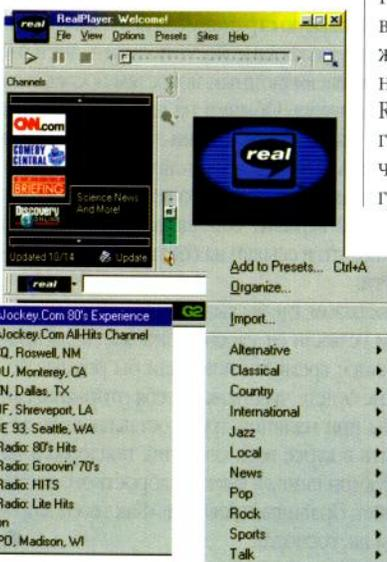 real
RealPlayer: Welcome!
File View Options Presets Sites Help
Channels
CNN.com
COMEDY
CENTRAL
BRIEFING
Discovery
ONLINE
Science News
And More!
real
Updated 10/14 Update
real
G2
Add to Presets... Ctrl+A
Organize...
Import...
Alternative
Classical
Country
International
Jazz
Local
News
Pop
Rock
Sports
Talk
Jockey.Com 80's Experience
Jockey.Com All-Hits Channel
Q, Roswell, NM
U, Monterey, CA
N, Dallas, TX
F, Shreveport, LA
E 93, Seattle, WA
Radio: 80's Hits
Radio: Groovin' 70's
Radio: HITS
Radio: Lite Hits
on
PO, Madison, WI